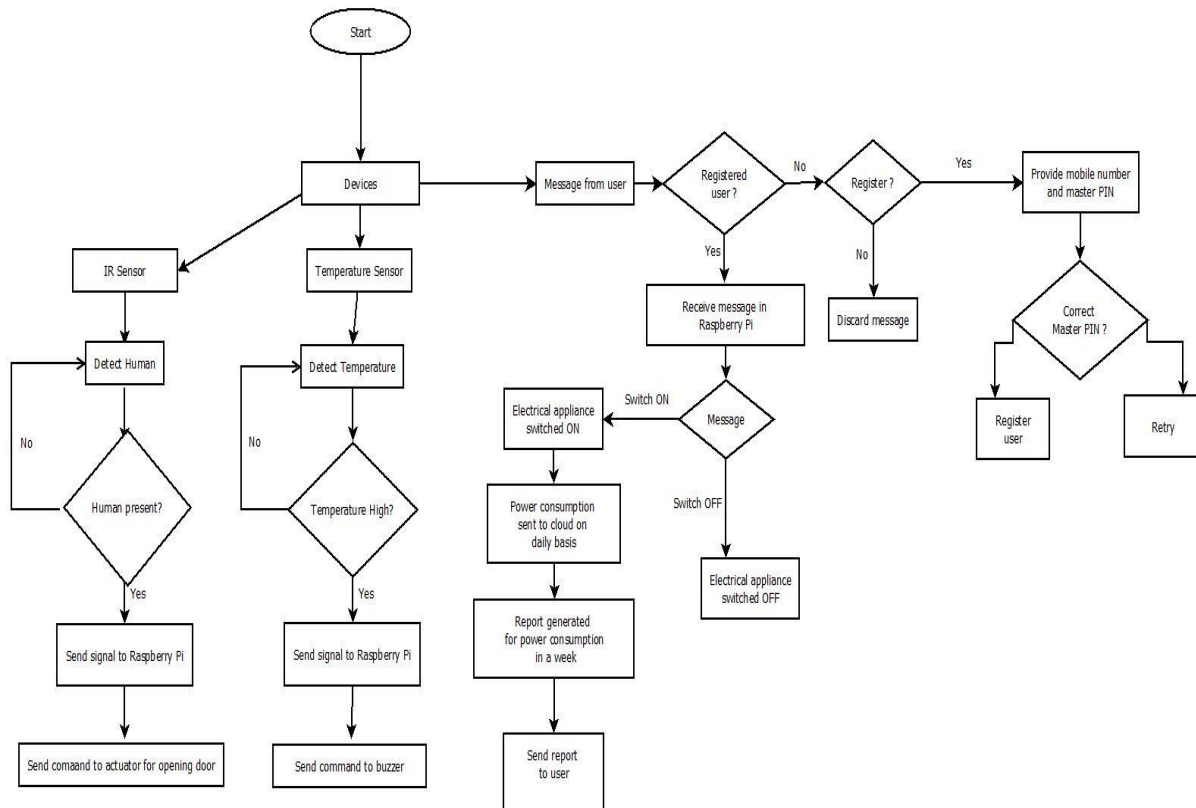 Start
Devices
Message from user
Registered
user ?
No
Register ?
Yes
Provide mobile number
and master PIN
IR Sensor
Temperature Sensor
Yes
No
Receive message in
Raspberry Pi
Discard message
Correct
Master PIN ?
Detect Human
Detect Temperature
Switch ON
Electrical appliance
switched ON
Message
Register
user
Retry
No
No
Human present?
Temperature High?
Switch OFF
Power consumption
sent to cloud on
daily basis
Electrical appliance
switched OFF
Yes
Yes
Report generated
for power consumption
in a week
Send signal to Raspberry Pi
Send signal to Raspberry Pi
Send comaand to actuator for opening door
Send command to buzzer
Send report
to user